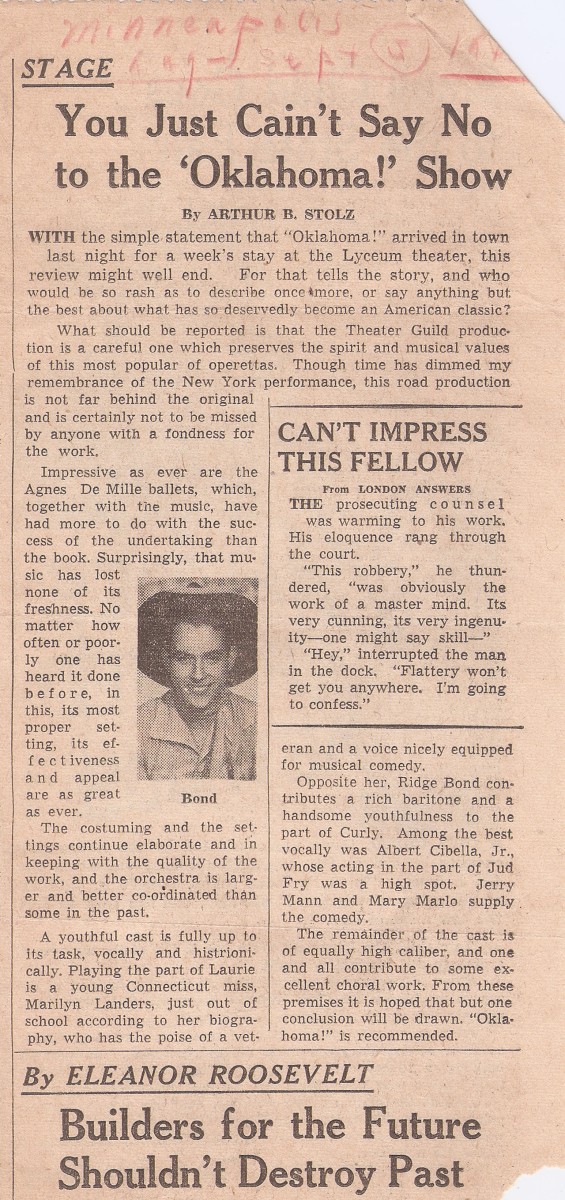 Minneapolis
Sept 5
STAGE
You Just Cain't Say No
to the 'Oklahoma!' Show
By ARTHUR B. STOLZ
WITH the simple statement that "Oklahoma!" arrived in town
last night for a week's stay at the Lyceum theater, this
review might well end. For that tells the story, and who
would be so rash as to describe once more, or say anything but
the best about what has so deservedly become an American classic?
What should be reported is that the Theater Guild produc-
tion is a careful one which preserves the spirit and musical values
of this most popular of operettas. Though time has dimmed my
remembrance of the New York performance, this road production
is not far behind the original
and is certainly not to be missed
by anyone with a fondness for
the work.
Impressive as ever are the
Agnes De Mille ballets, which,
together with the music, have
had more to do with the suc-
cess of the undertaking than
the book. Surprisingly, that mu-
sic has lost
none of its
freshness. No
matter how
often or poor-
ly one has
heard it done
before, in
this, its most
proper set-
ting, its ef-
fectiveness
and appeal
are as great
as ever.
Bond
The costuming and the set-
tings continue elaborate and in
keeping with the quality of the
work, and the orchestra is larg-
er and better co-ordinated than
some in the past.
A youthful cast is fully up to
its task, vocally and histrioni-
cally. Playing the part of Laurie
is a young Connecticut miss,
Marilyn Landers, just out of
school according to her biogra-
phy, who has the poise of a vet-
CAN'T IMPRESS
THIS FELLOW
From LONDON ANSWERS
THE prosecuting counsel
was warming to his work.
His eloquence rang through
the court.
"This robbery," he thun-
dered, "was obviously the
work of a master mind. Its
very cunning, its very ingenu-
ity—one might say skill—"
"Hey," interrupted the man
in the dock. "Flattery won't
get you anywhere. I'm going
to confess."
eran and a voice nicely equipped
for musical comedy.
Opposite her, Ridge Bond con-
tributes a rich baritone and a
handsome youthfulness to the
part of Curly. Among the best
vocally was Albert Cibella, Jr.,
whose acting in the part of Jud
Fry was a high spot. Jerry
Mann and Mary Marlo supply
the comedy.
The remainder of the cast is
of equally high caliber, and one
and all contribute to some ex-
cellent choral work. From these
premises it is hoped that but one
conclusion will be drawn. "Okla-
homa!" is recommended.
By ELEANOR ROOSEVELT
Builders for the Future
Shouldn't Destroy Past